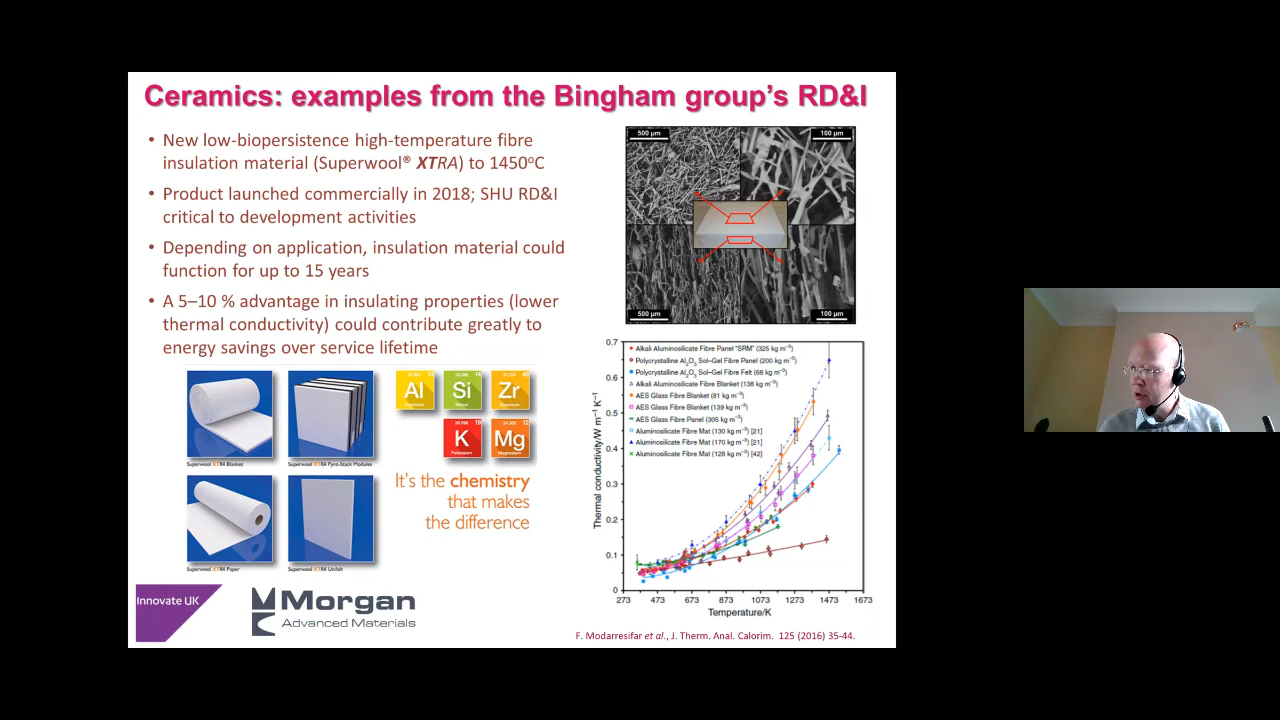 Ceramics: examples from the Bingham group's RD&I
• New low-biopersistence high-temperature fibre
insulation material (Superwool® XTRA) to 1450°C
• Product launched commercially in 2018; SHU RD&I
critical to development activities
• Depending on application, insulation material could
function for up to 15 years
• A 5–10 % advantage in insulating properties (lower
thermal conductivity) could contribute greatly to
energy savings over service lifetime
Superwool XTRA Blanket
Superwool XTRA Pyro-Stack Modules
Superwool XTRA Paper
Superwool XTRA Unifelt
Al
Si
Zr
K
Mg
It's the chemistry
that makes
the difference
Innovate UK
Morgan
Advanced Materials
500 µm
100 µm
500 µm
100 µm
Alkali Aluminosilicate Fibre Panel "SRM" (325 kg m⁻³)
Polycrystalline Al₂O₃ Sol–Gel Fibre Panel (200 kg m⁻³)
Polycrystalline Al₂O₃ Sol–Gel Fibre Felt (68 kg m⁻³)
Alkali Aluminosilicate Fibre Blanket (138 kg m⁻³)
AES Glass Fibre Blanket (81 kg m⁻³)
AES Glass Fibre Blanket (139 kg m⁻³)
AES Glass Fibre Panel (305 kg m⁻³)
Aluminosilicate Fibre Mat (130 kg m⁻³) [21]
Aluminosilicate Fibre Mat (170 kg m⁻³) [21]
Aluminosilicate Fibre Mat (128 kg m⁻³) [42]
Thermal conductivity/W m⁻¹ K⁻¹
0.7
0.6
0.5
0.4
0.3
0.2
0.1
0
273 473 673 873 1073 1273 1473 1673
Temperature/K
F. Modarresifar et al., J. Therm. Anal. Calorim. 125 (2016) 35-44.